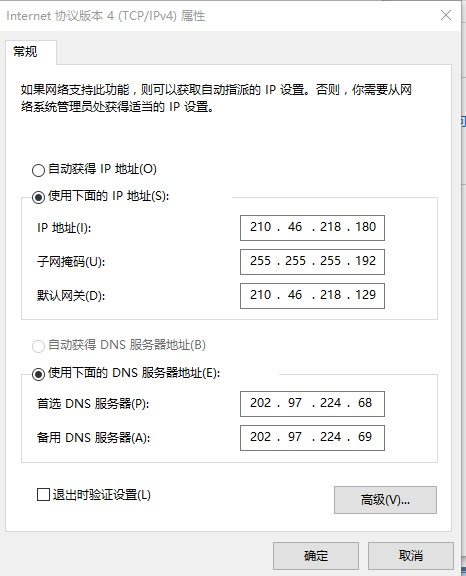 Internet 协议版本 4 (TCP/IPv4) 属性
常规
如果网络支持此功能，则可以获取自动指派的 IP 设置。否则，你需要从网
络系统管理员处获得适当的 IP 设置。
自动获得 IP 地址(O)
使用下面的 IP 地址(S):
IP 地址(I): 210 . 46 . 218 . 180
子网掩码(U): 255 . 255 . 255 . 192
默认网关(D): 210 . 46 . 218 . 129
自动获得 DNS 服务器地址(B)
使用下面的 DNS 服务器地址(E):
首选 DNS 服务器(P): 202 . 97 . 224 . 68
备用 DNS 服务器(A): 202 . 97 . 224 . 69
退出时验证设置(L)
高级(V)...
确定 取消